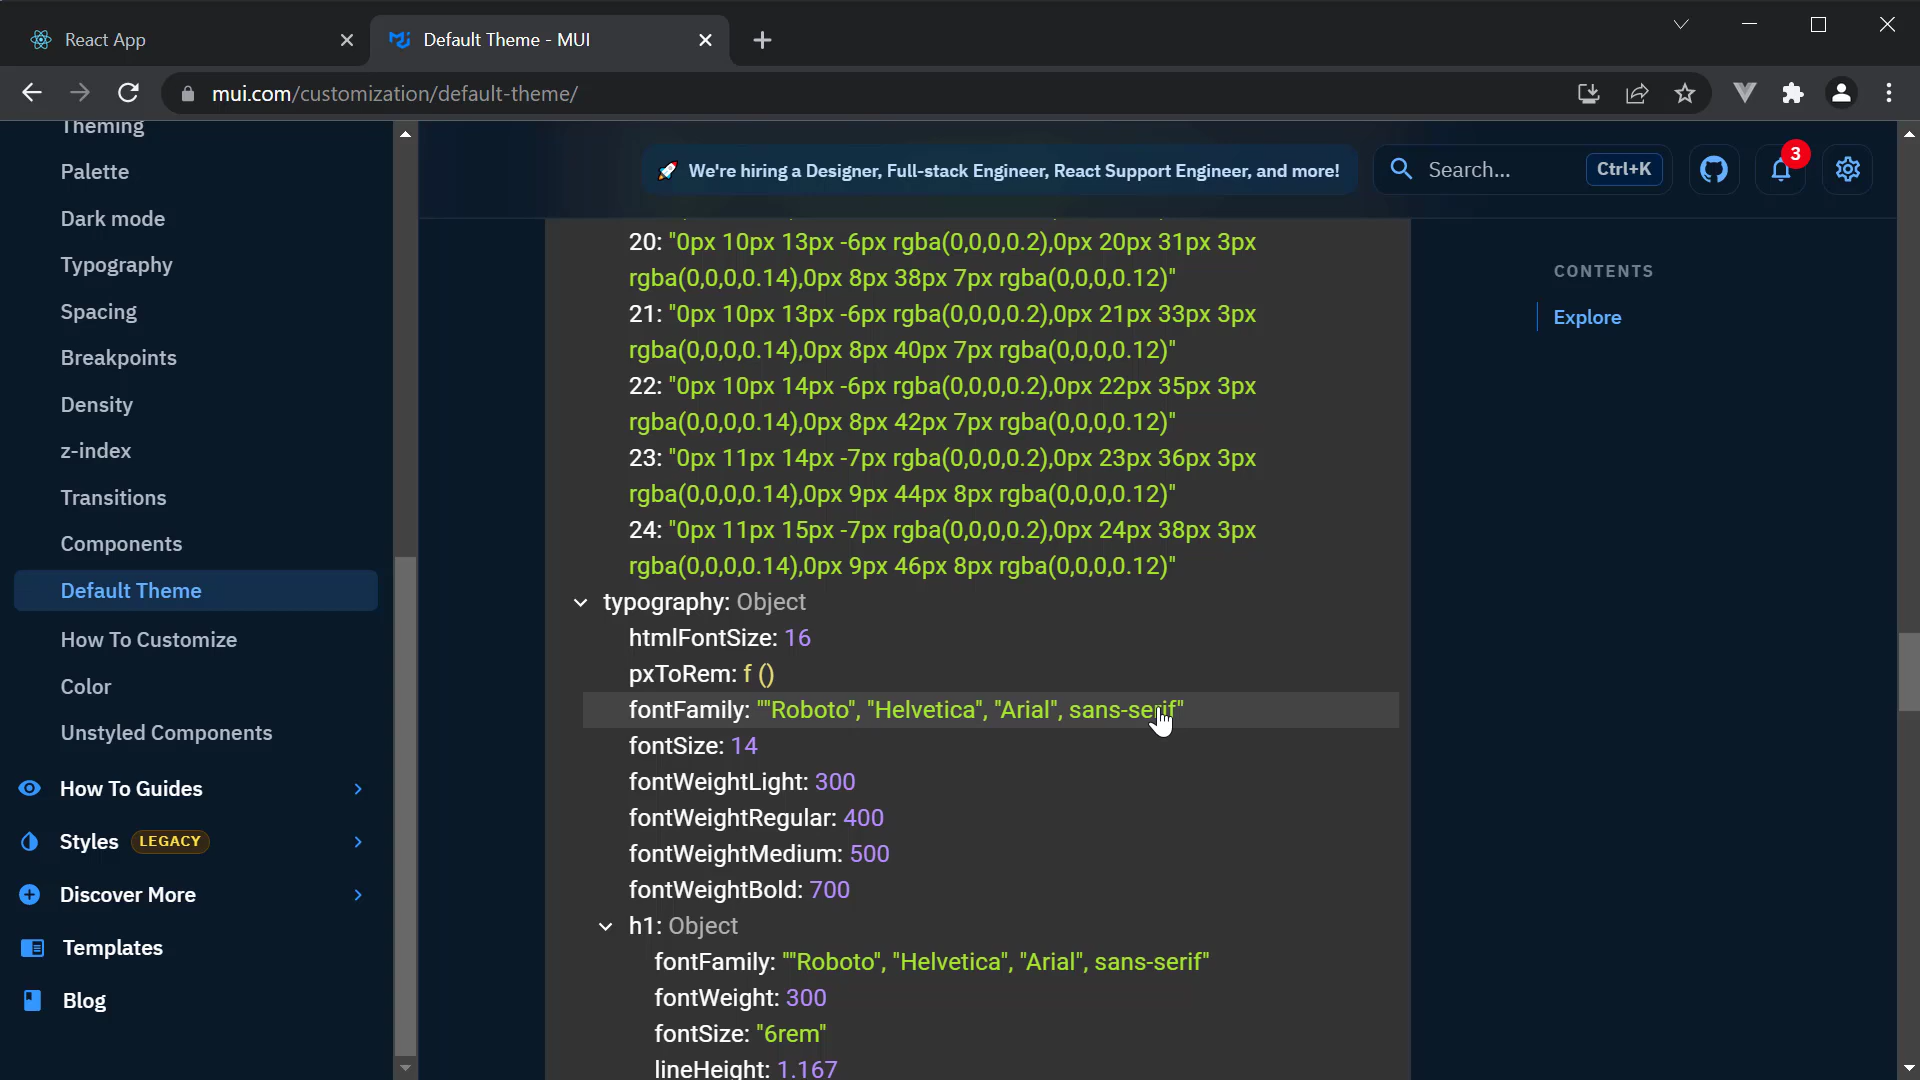 React App
Default Theme - MUI
mui.com/customization/default-theme/
Theming
Palette
Dark mode
Typography
Spacing
Breakpoints
Density
z-index
Transitions
Components
Default Theme
How To Customize
Color
Unstyled Components
How To Guides
Styles LEGACY
Discover More
Templates
Blog
🚀 We're hiring a Designer, Full-stack Engineer, React Support Engineer, and more!
Search... Ctrl+K
3
20: "0px 10px 13px -6px rgba(0,0,0,0.2),0px 20px 31px 3px
rgba(0,0,0,0.14),0px 8px 38px 7px rgba(0,0,0,0.12)"
21: "0px 10px 13px -6px rgba(0,0,0,0.2),0px 21px 33px 3px
rgba(0,0,0,0.14),0px 8px 40px 7px rgba(0,0,0,0.12)"
22: "0px 10px 14px -6px rgba(0,0,0,0.2),0px 22px 35px 3px
rgba(0,0,0,0.14),0px 8px 42px 7px rgba(0,0,0,0.12)"
23: "0px 11px 14px -7px rgba(0,0,0,0.2),0px 23px 36px 3px
rgba(0,0,0,0.14),0px 9px 44px 8px rgba(0,0,0,0.12)"
24: "0px 11px 15px -7px rgba(0,0,0,0.2),0px 24px 38px 3px
rgba(0,0,0,0.14),0px 9px 46px 8px rgba(0,0,0,0.12)"
typography: Object
htmlFontSize: 16
pxToRem: f ()
fontFamily: ""Roboto", "Helvetica", "Arial", sans-serif"
fontSize: 14
fontWeightLight: 300
fontWeightRegular: 400
fontWeightMedium: 500
fontWeightBold: 700
h1: Object
fontFamily: ""Roboto", "Helvetica", "Arial", sans-serif"
fontWeight: 300
fontSize: "6rem"
lineHeight: 1.167
CONTENTS
Explore